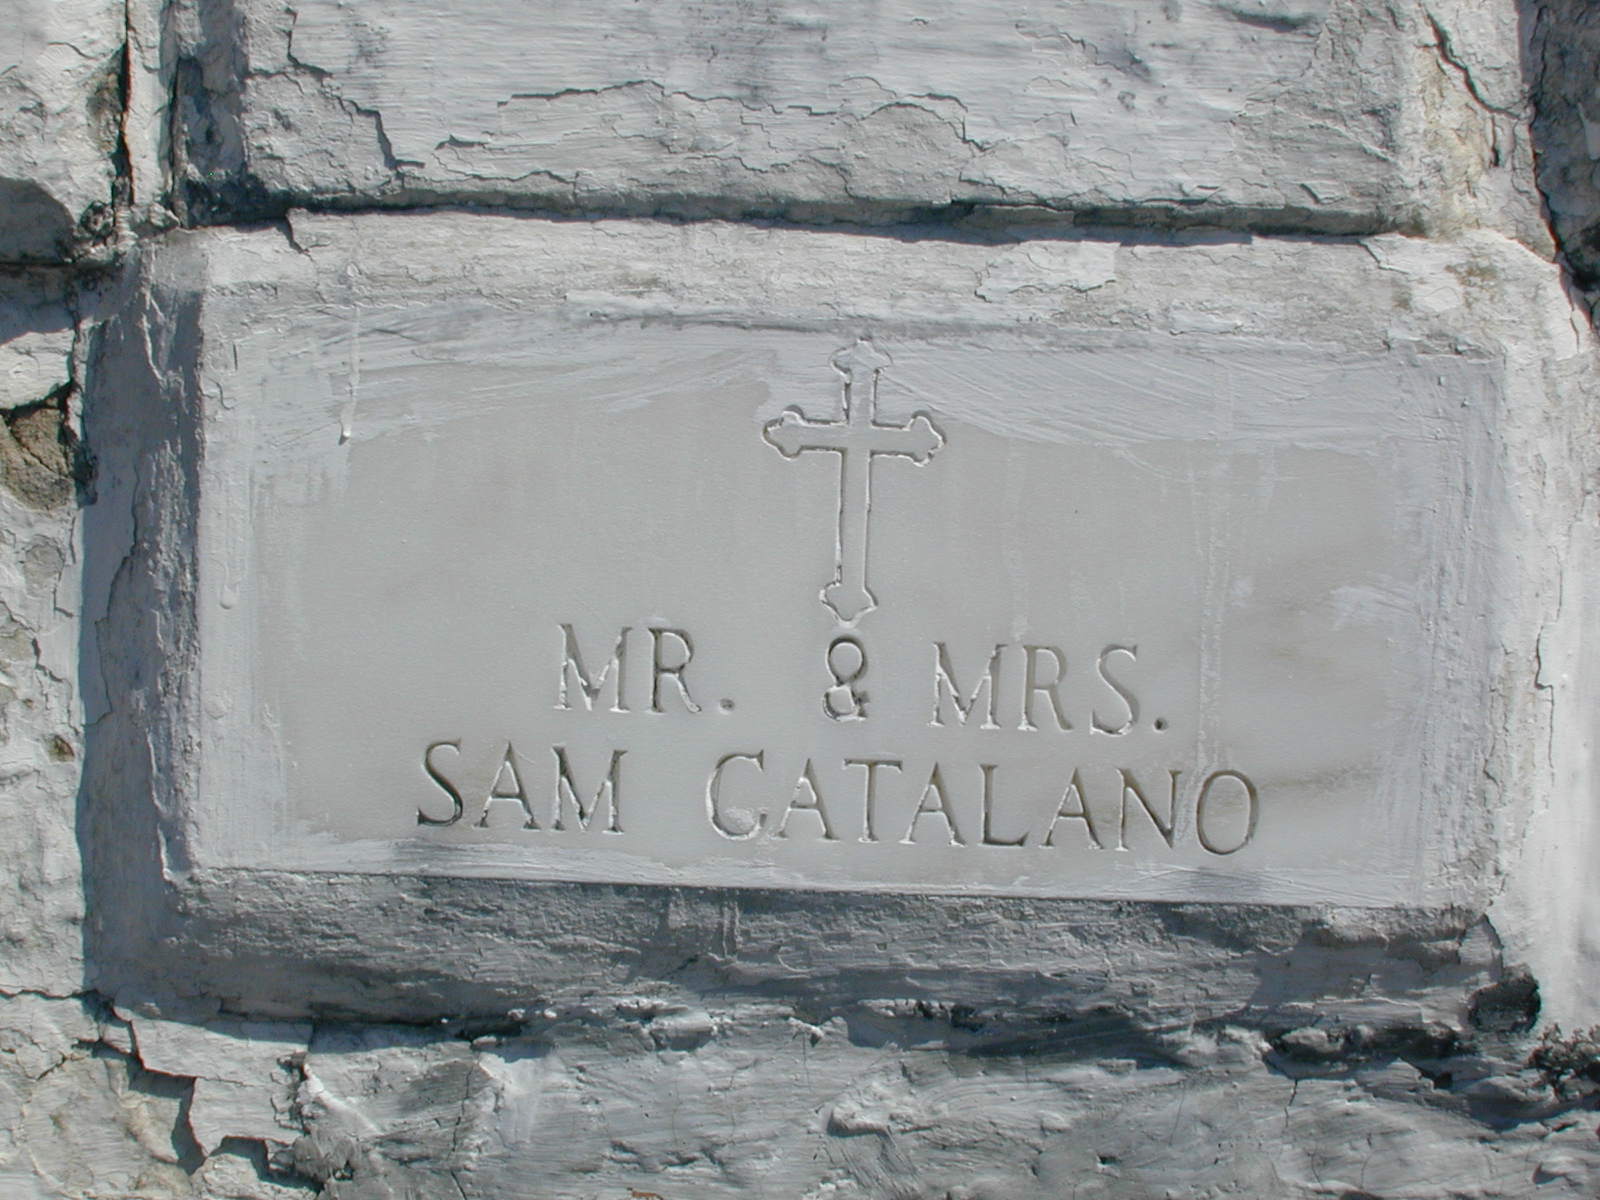 MR. & MRS.
SAM CATALANO